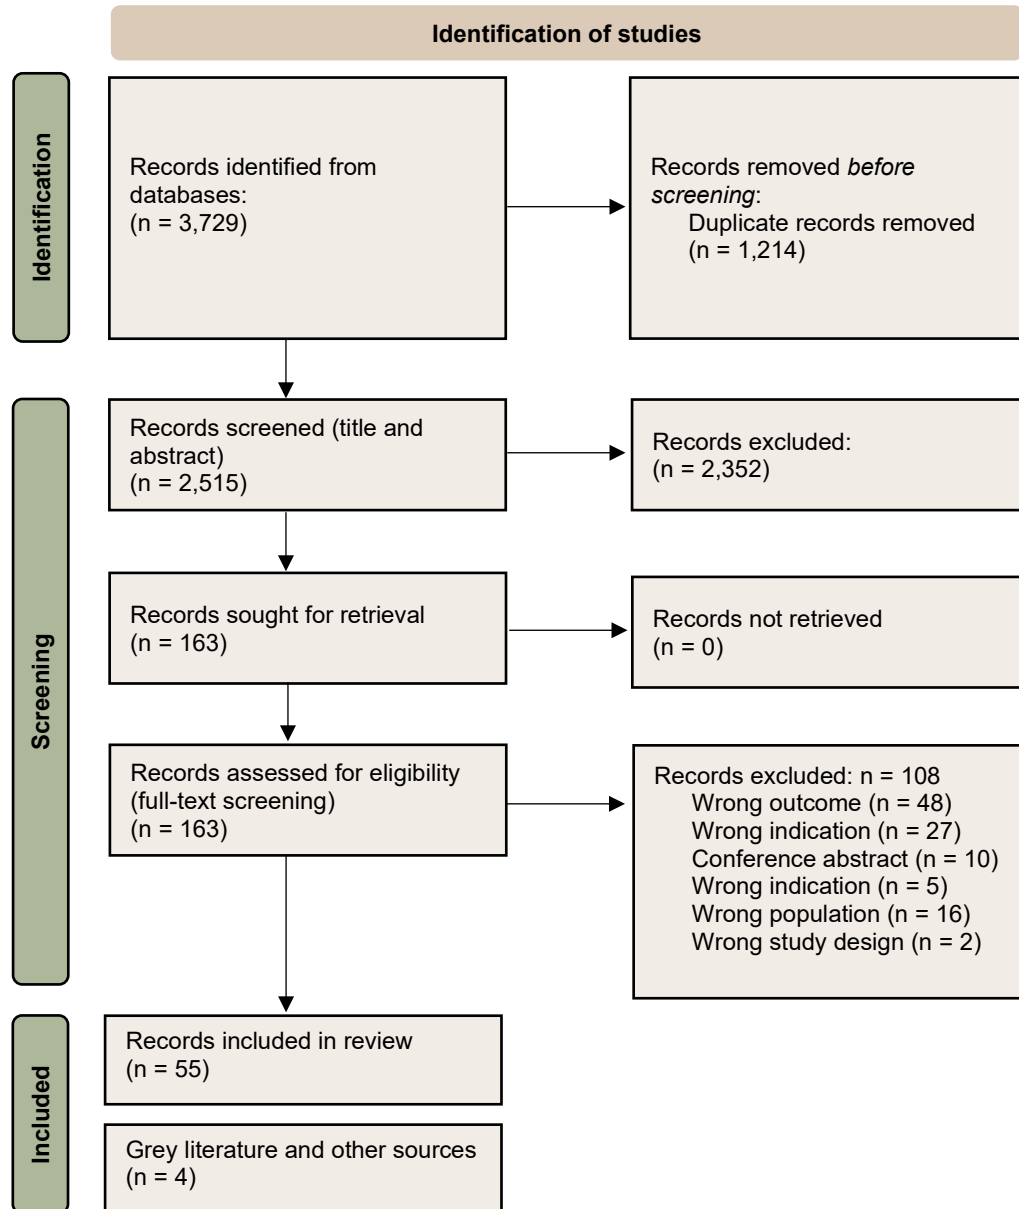 Identification of studies
Identification
Records identified from
databases:
(n = 3,729)
Records removed before
screening:
Duplicate records removed
(n = 1,214)
Screening
Records screened (title and
abstract)
(n = 2,515)
Records excluded:
(n = 2,352)
Records sought for retrieval
(n = 163)
Records not retrieved
(n = 0)
Records assessed for eligibility
(full-text screening)
(n = 163)
Records excluded: n = 108
Wrong outcome (n = 48)
Wrong indication (n = 27)
Conference abstract (n = 10)
Wrong indication (n = 5)
Wrong population (n = 16)
Wrong study design (n = 2)
Included
Records included in review
(n = 55)
Grey literature and other sources
(n = 4)